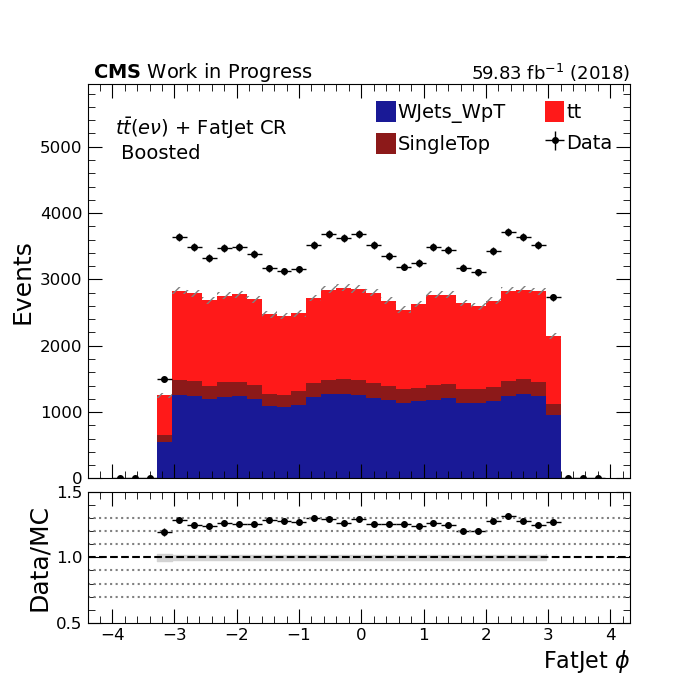 CMS Work in Progress
59.83 fb⁻¹ (2018)
tt̄(eν) + FatJet CR
Boosted
WJets_WpT
tt
SingleTop
Data
Events
5000
4000
3000
2000
1000
0
Data/MC
1.5
1.0
0.5
−4 −3 −2 −1 0 1 2 3 4
FatJet ϕ